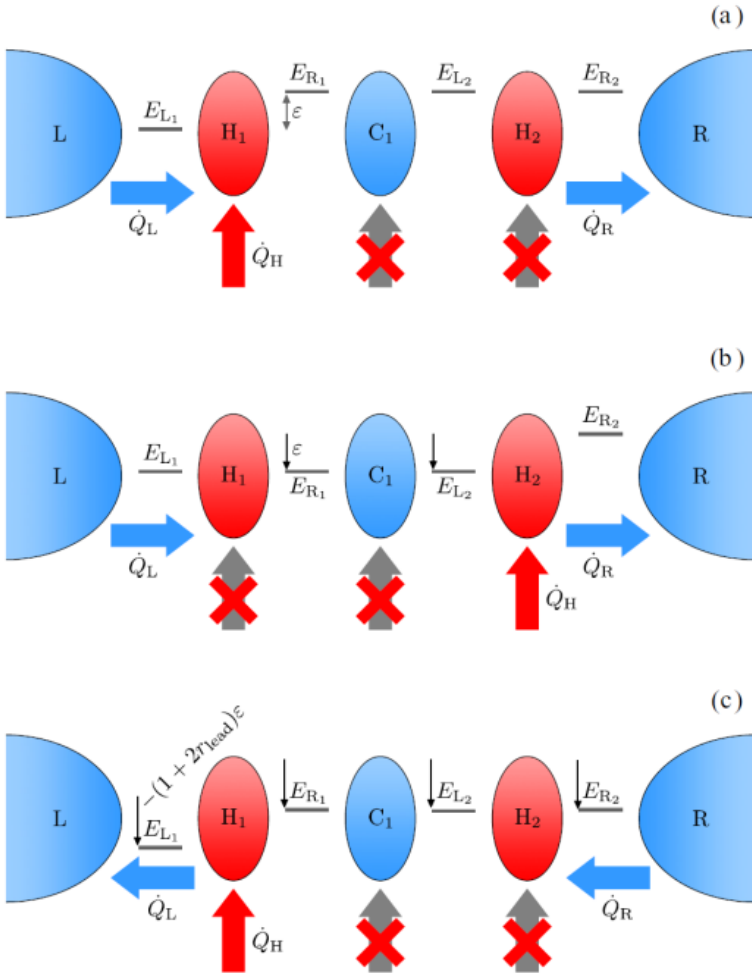 (a)
E_{R_1} E_{L_2} E_{R_2}
E_{L_1} ε
L H_1 C_1 H_2 R
Q̇_L Q̇_H Q̇_R
(b)
E_{R_2}
E_{L_1} ε
L H_1 E_{R_1} C_1 E_{L_2} H_2 R
Q̇_L Q̇_R
Q̇_H
(c)
−(1 + 2r_{lead})ε
E_{R_1} E_{L_2} E_{R_2}
L E_{L_1} H_1 C_1 H_2 R
Q̇_L Q̇_R
Q̇_H